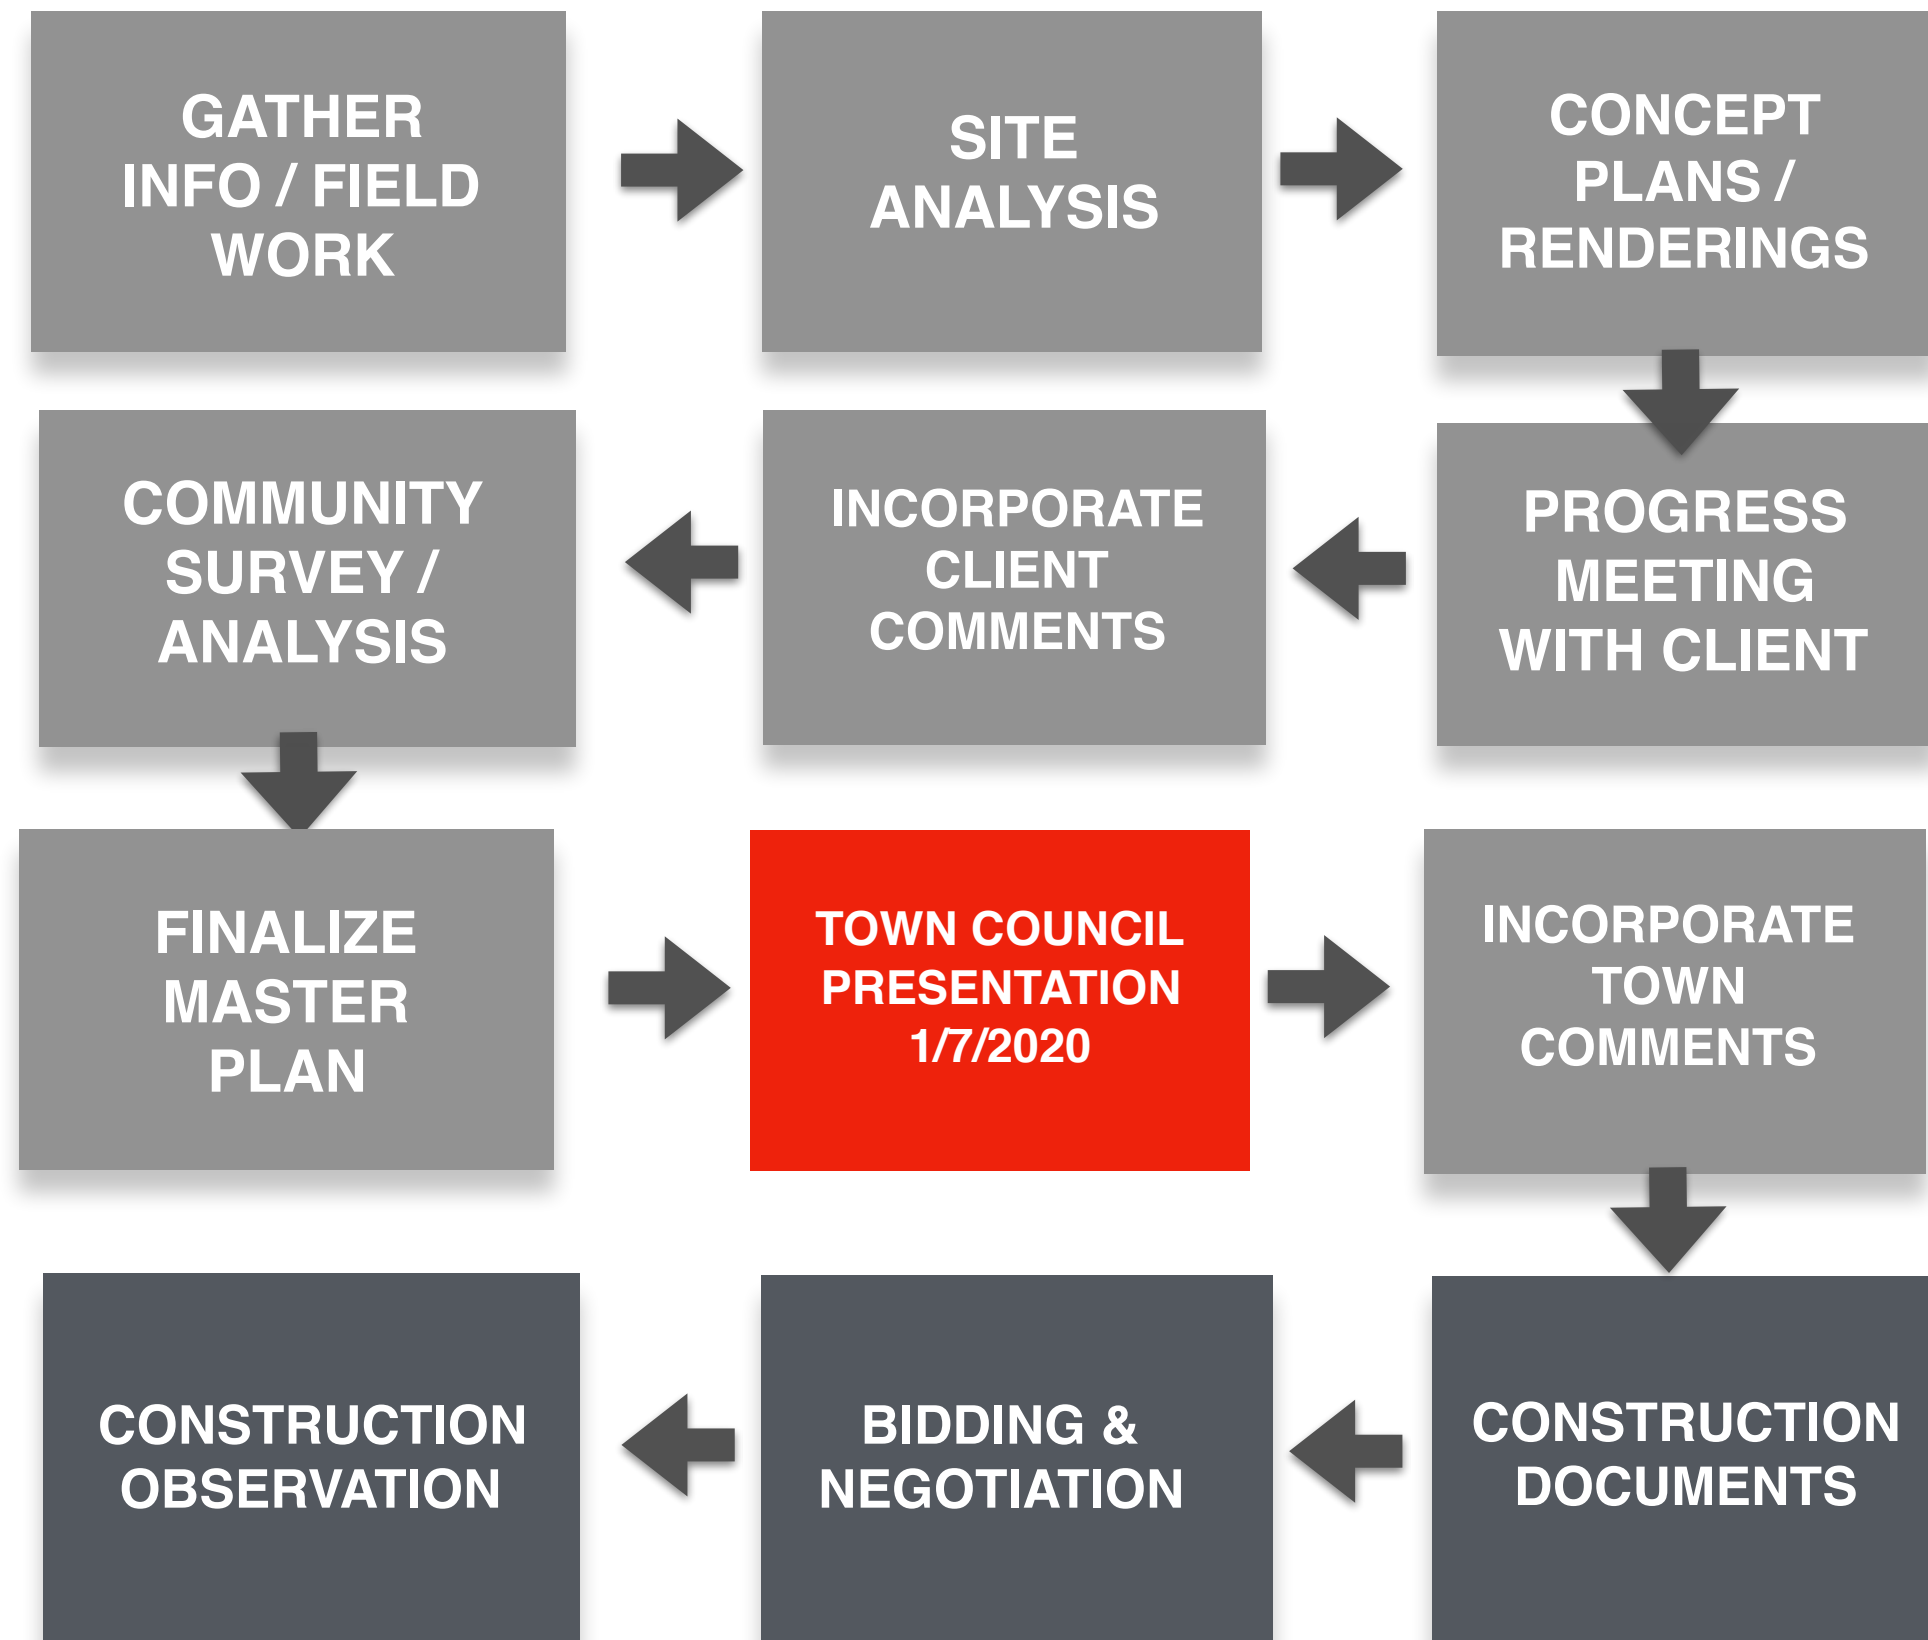 GATHER
INFO / FIELD
WORK
SITE
ANALYSIS
CONCEPT
PLANS /
RENDERINGS
PROGRESS
MEETING
WITH CLIENT
INCORPORATE
CLIENT
COMMENTS
COMMUNITY
SURVEY /
ANALYSIS
FINALIZE
MASTER
PLAN
TOWN COUNCIL
PRESENTATION
1/7/2020
INCORPORATE
TOWN
COMMENTS
CONSTRUCTION
DOCUMENTS
BIDDING &
NEGOTIATION
CONSTRUCTION
OBSERVATION